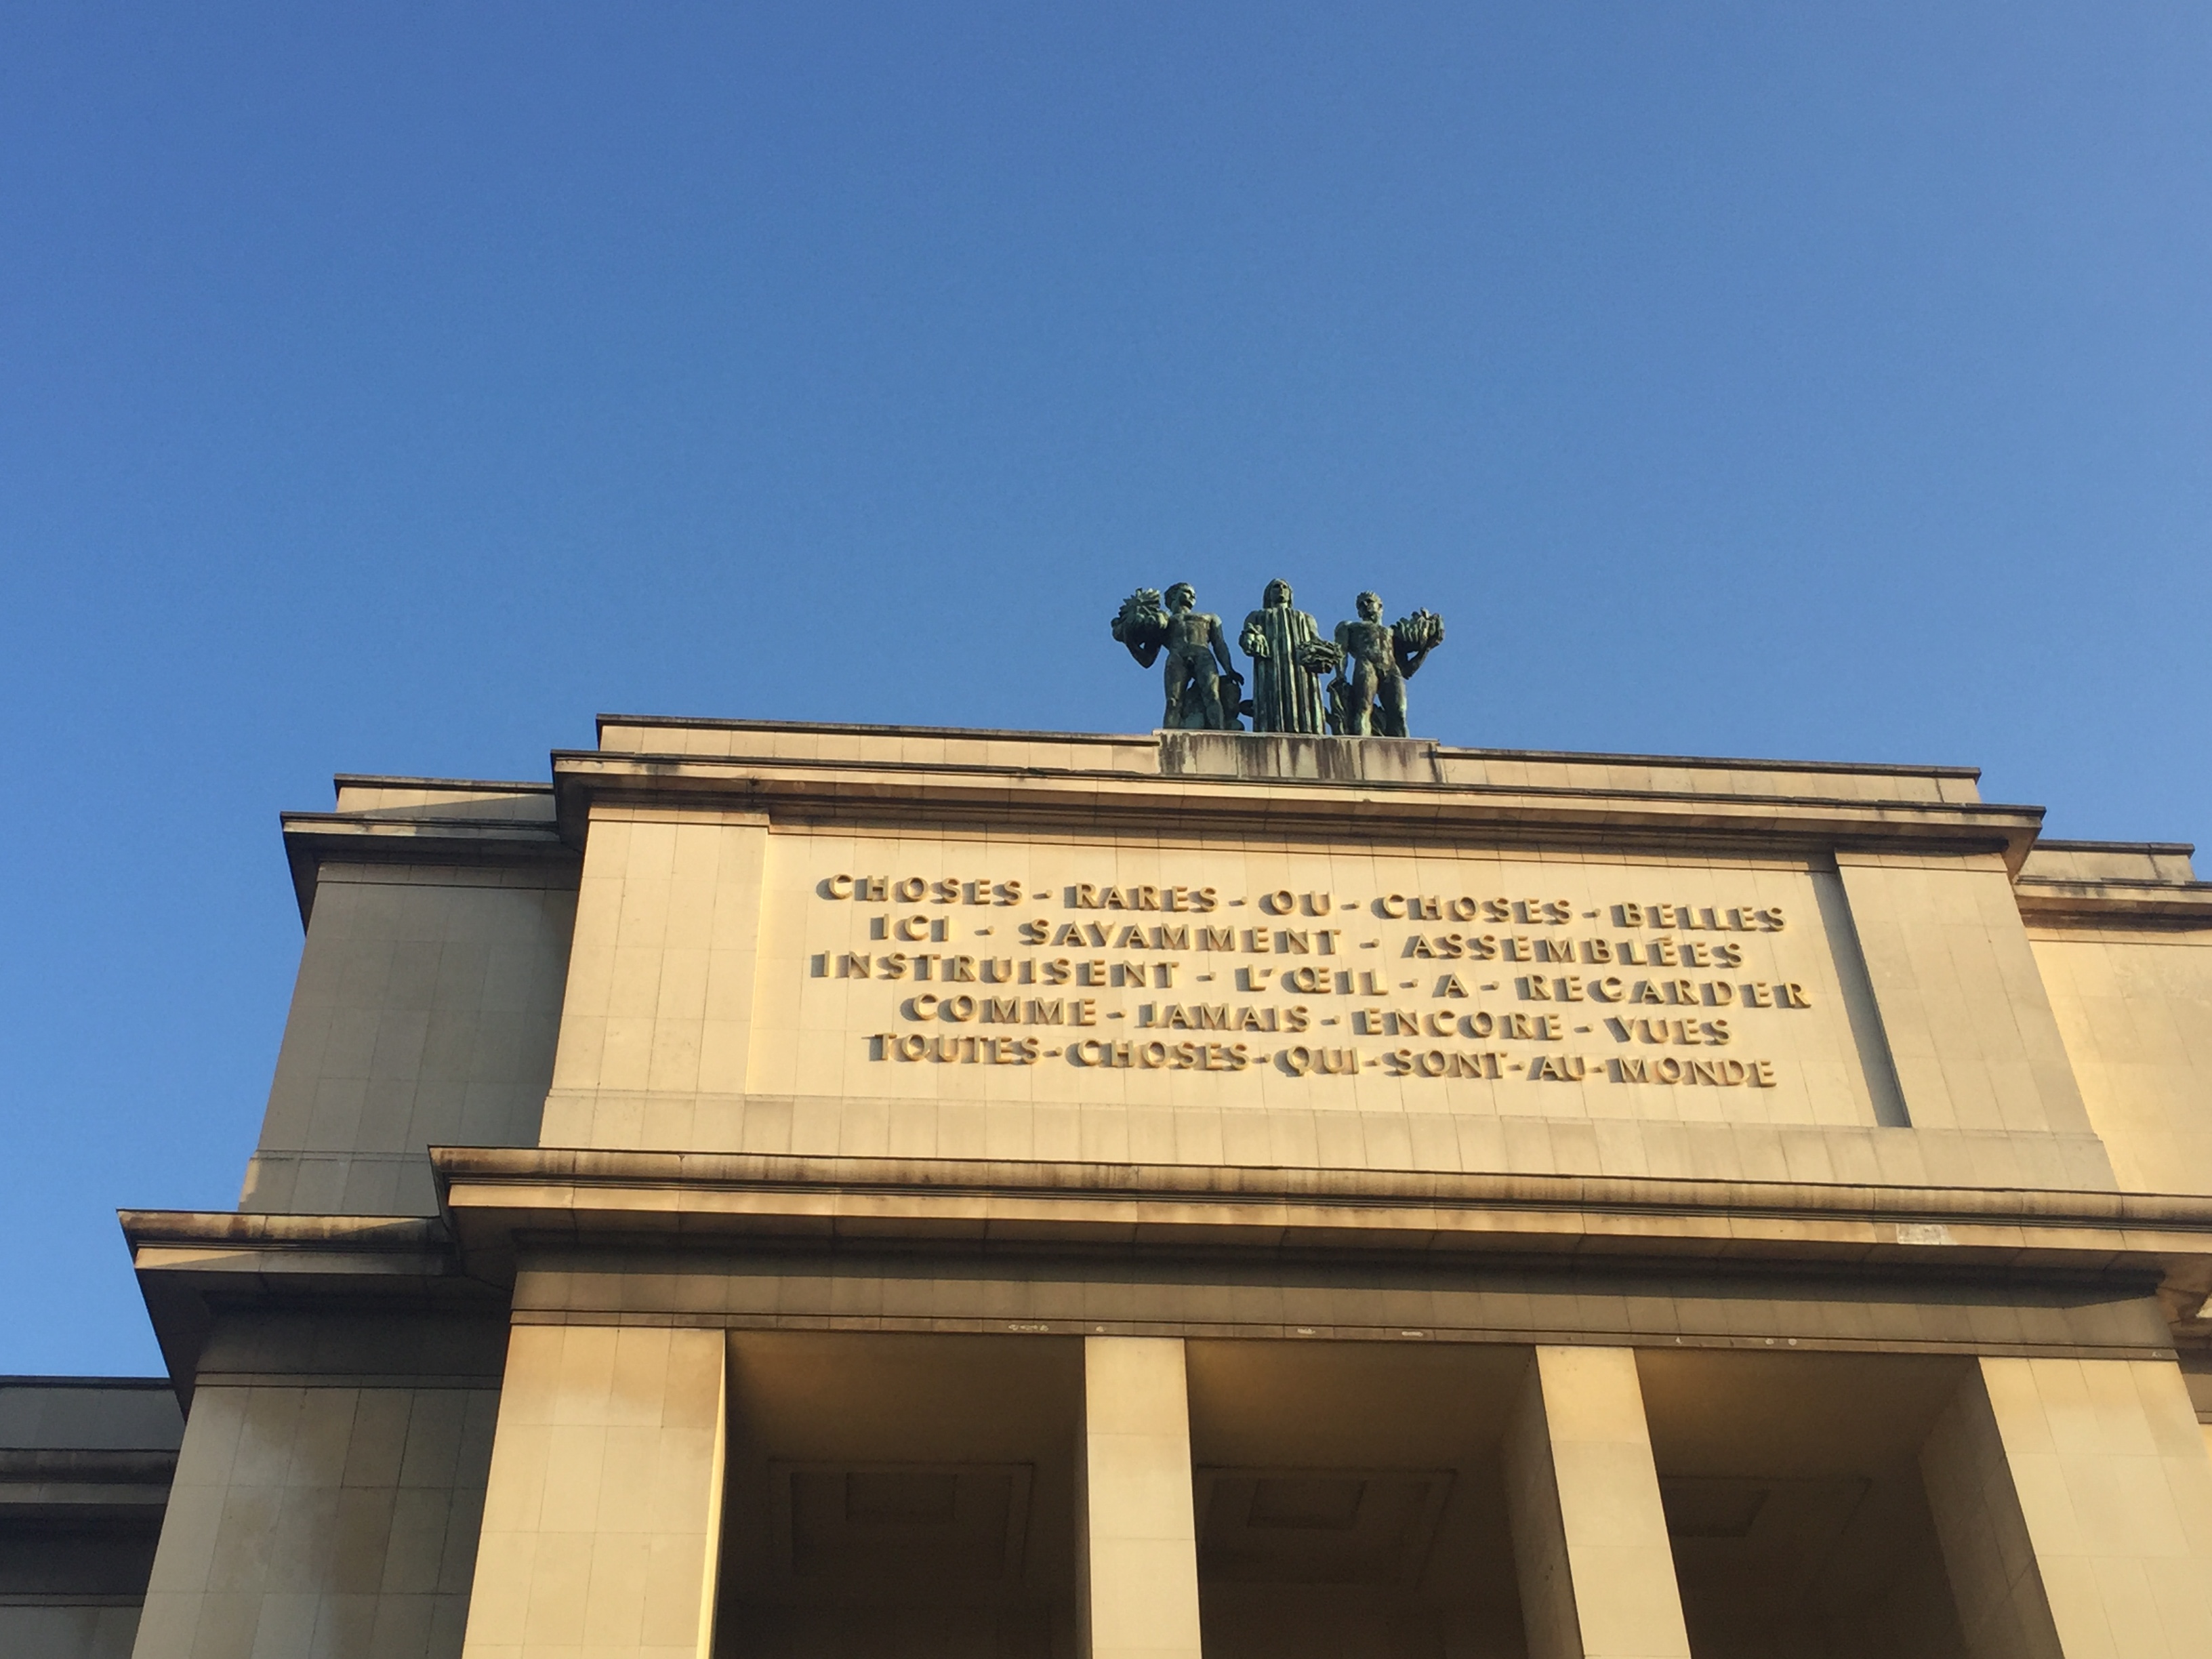 CHOSES - RARES - OU - CHOSES - BELLES
ICI - SAVAMMENT - ASSEMBLÉES
INSTRUISENT - L'ŒIL - A - REGARDER
COMME - JAMAIS - ENCORE - VUES
TOUTES - CHOSES - QUI - SONT - AU - MONDE